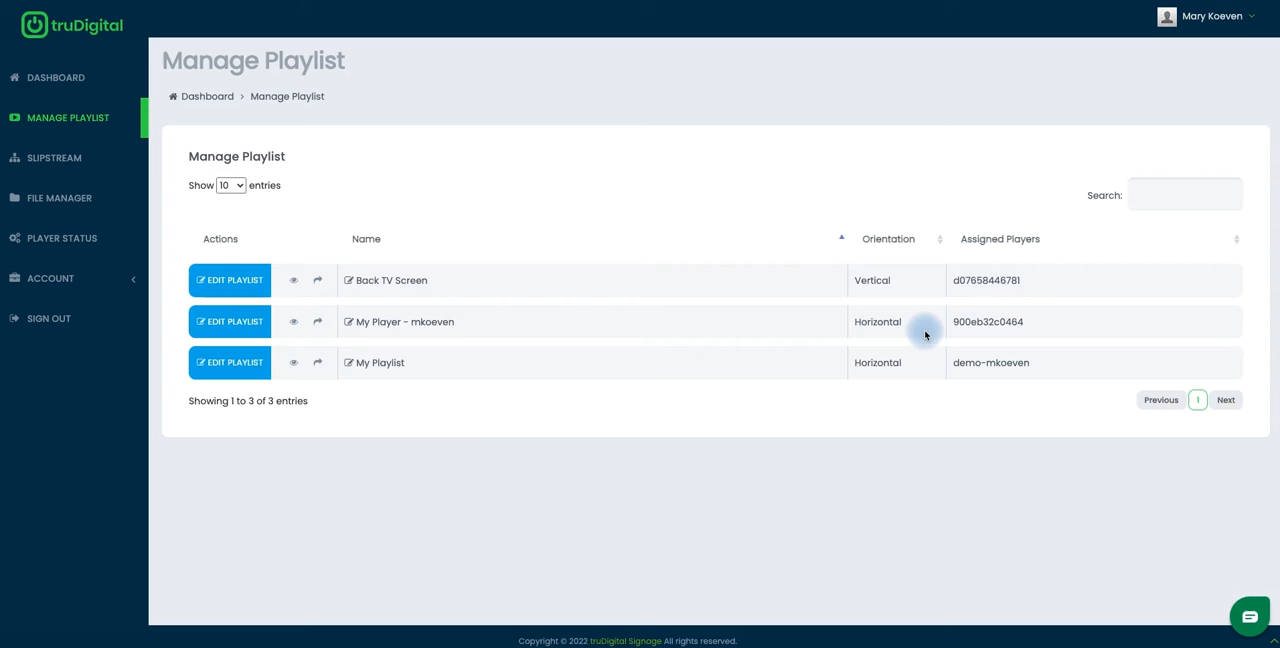 truDigital
Mary Koeven
Manage Playlist
DASHBOARD
Dashboard > Manage Playlist
MANAGE PLAYLIST
SLIPSTREAM
FILE MANAGER
PLAYER STATUS
ACCOUNT
SIGN OUT
Manage Playlist
Show 10 entries
Search:
Actions Name Orientation Assigned Players
EDIT PLAYLIST Back TV Screen Vertical d07658446781
EDIT PLAYLIST My Player - mkoeven Horizontal 900eb32c0464
EDIT PLAYLIST My Playlist Horizontal demo-mkoeven
Showing 1 to 3 of 3 entries
Previous 1 Next
Copyright © 2022 truDigital Signage All rights reserved.